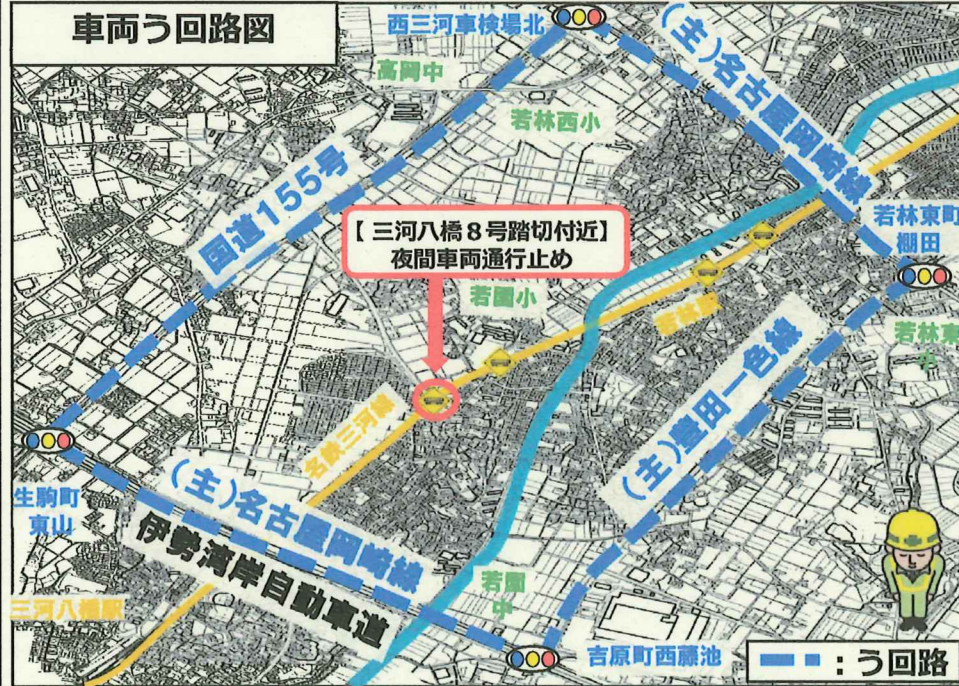 車両う回路図
西三河車検場北
(主)名古屋岡崎線
高岡中
若林西小
国道155号
【三河八橋8号踏切付近】
夜間車両通行止め
若林東町
棚田
若園小
若林駅
若林東
小
名鉄三河線
(主)豊田一色線
生駒町
東山
(主)名古屋岡崎線
伊勢湾岸自動車道
若園
中
三河八橋駅
吉原町西藤池
:う回路